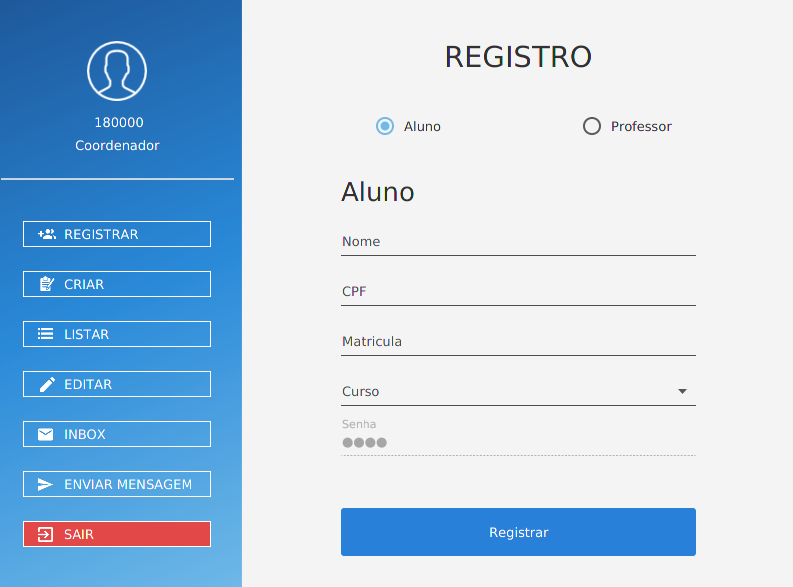 180000
Coordenador
REGISTRAR
CRIAR
LISTAR
EDITAR
INBOX
ENVIAR MENSAGEM
SAIR
REGISTRO
Aluno
Professor
Aluno
Nome
CPF
Matricula
Curso
Senha
Registrar